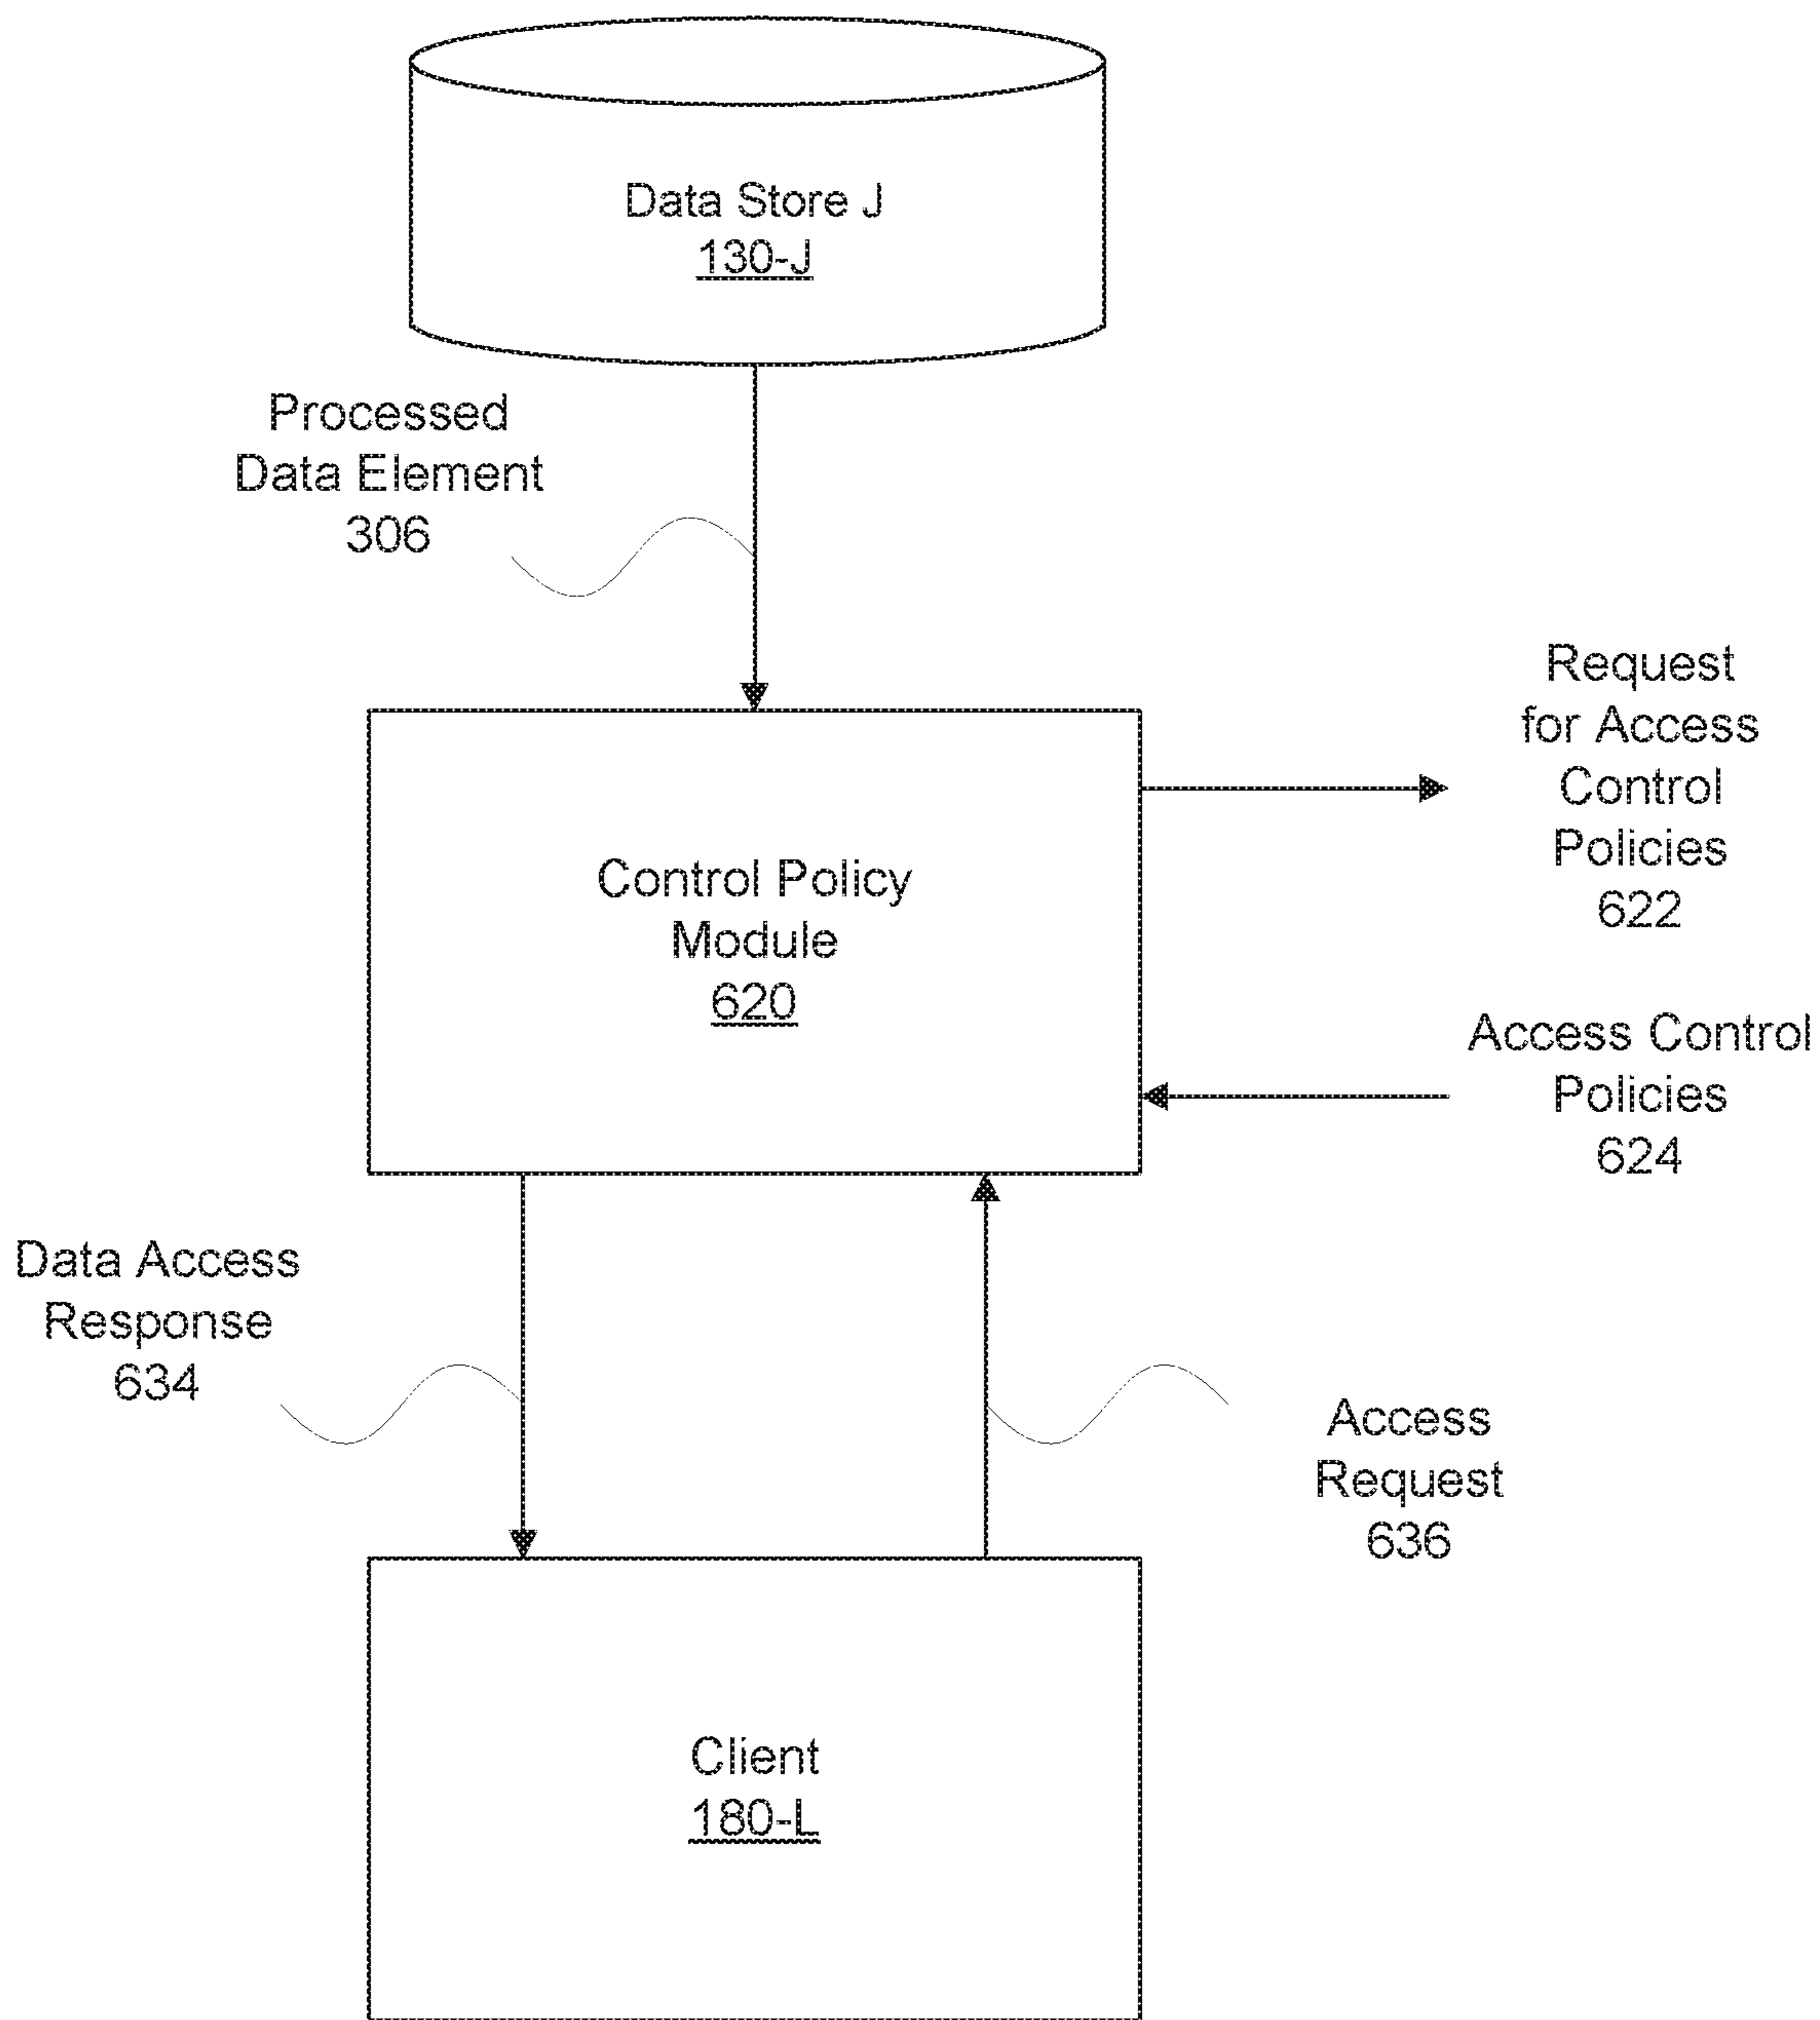 Data Store J
130-J
Processed
Data Element
306
Request
for Access
Control
Policies
622
Control Policy
Module
620
Access Control
Policies
624
Data Access
Response
634
Access
Request
636
Client
180-L